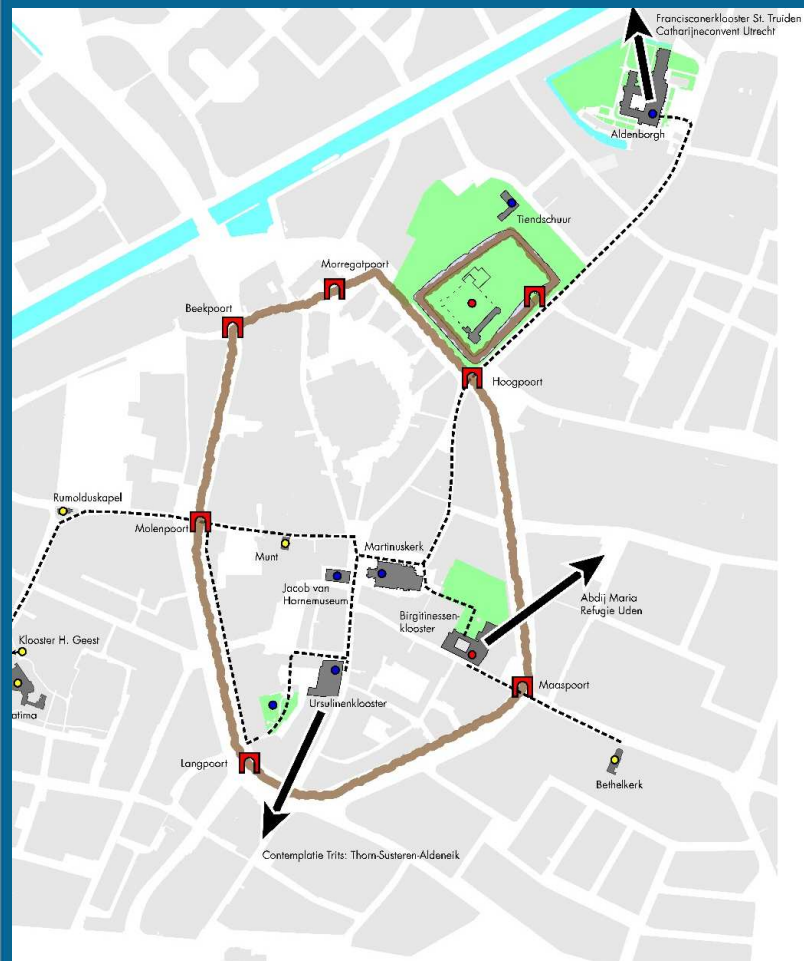 Franciscanerklooster St. Truiden
Catharijneconvent Utrecht
Aldenborgh
Tiendschuur
Morregatpoort
Beekpoort
Hoogpoort
Rumolduskapel
Molenpoort
Munt
Martinuskerk
Jacob van
Hornemuseum
Birgitinessen-
klooster
Abdij Maria
Refugie Uden
Klooster H. Geest
atima
Ursulinenklooster
Maaspoort
Langpoort
Bethelkerk
Contemplatie Trits: Thorn-Susteren-Aldeneik